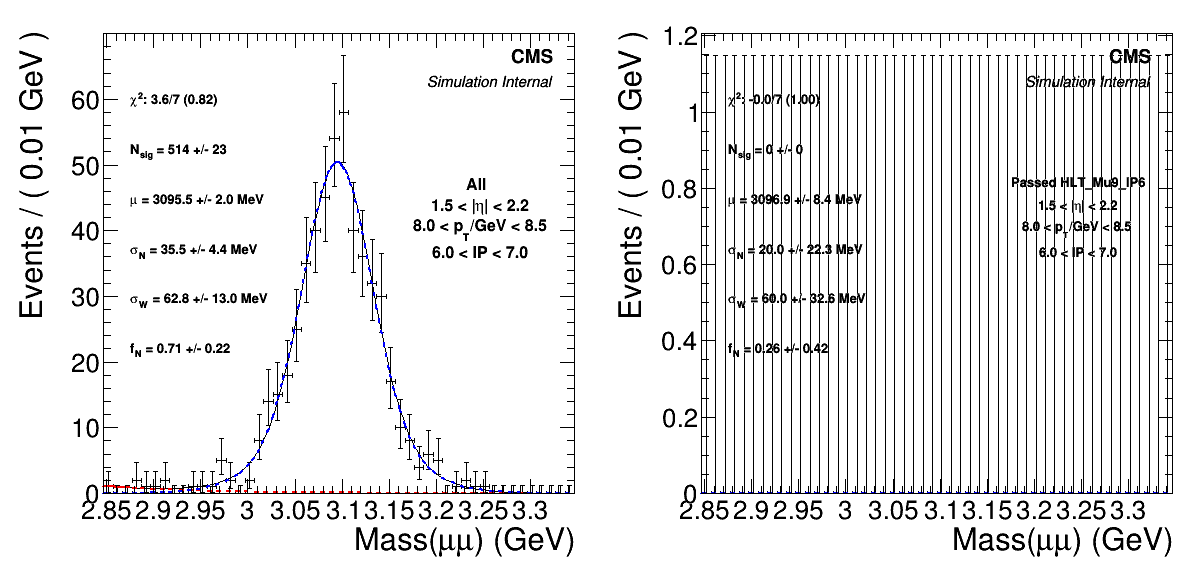 CMS
Simulation Internal
χ²: 3.6/7 (0.82)
N_sig = 514 +/- 23
μ = 3095.5 +/- 2.0 MeV
σ_N = 35.5 +/- 4.4 MeV
σ_W = 62.8 +/- 13.0 MeV
f_N = 0.71 +/- 0.22
All
1.5 < |η| < 2.2
8.0 < p_T/GeV < 8.5
6.0 < IP < 7.0
Events / ( 0.01 GeV )
60
50
40
30
20
10
0
2.85 2.9 2.95 3 3.05 3.1 3.15 3.2 3.25 3.3
Mass(μμ) (GeV)
CMS
Simulation Internal
χ²: -0.0/7 (1.00)
N_sig = 0 +/- 0
μ = 3096.9 +/- 8.4 MeV
σ_N = 20.0 +/- 22.3 MeV
σ_W = 60.0 +/- 32.6 MeV
f_N = 0.26 +/- 0.42
Passed HLT_Mu9_IP6
1.5 < |η| < 2.2
8.0 < p_T/GeV < 8.5
6.0 < IP < 7.0
Events / ( 0.01 GeV )
1.2
1
0.8
0.6
0.4
0.2
0
2.85 2.9 2.95 3 3.05 3.1 3.15 3.2 3.25 3.3
Mass(μμ) (GeV)